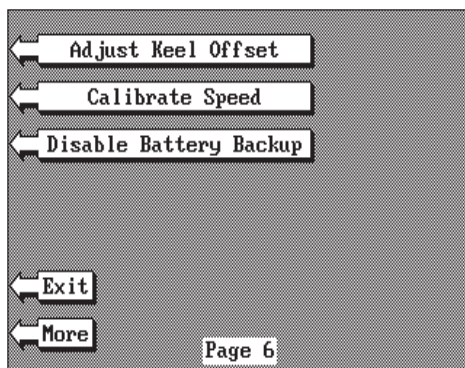 Adjust Keel Offset
Calibrate Speed
Disable Battery Backup
Exit
More
Page 6